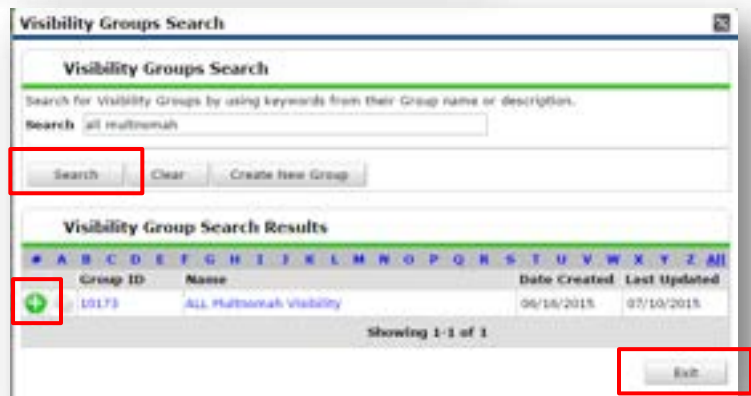 Visibility Groups Search
Visibility Groups Search
Search for Visibility Groups by using keywords from their Group name or description.
Search all multnomah
Search Clear Create New Group
Visibility Group Search Results
# A B C D E F G H I J K L M N O P Q R S T U V W X Y Z All
Group ID Name Date Created Last Updated
10173 ALL Multnomah Visibility 06/16/2015 07/10/2015
Showing 1-1 of 1
Exit